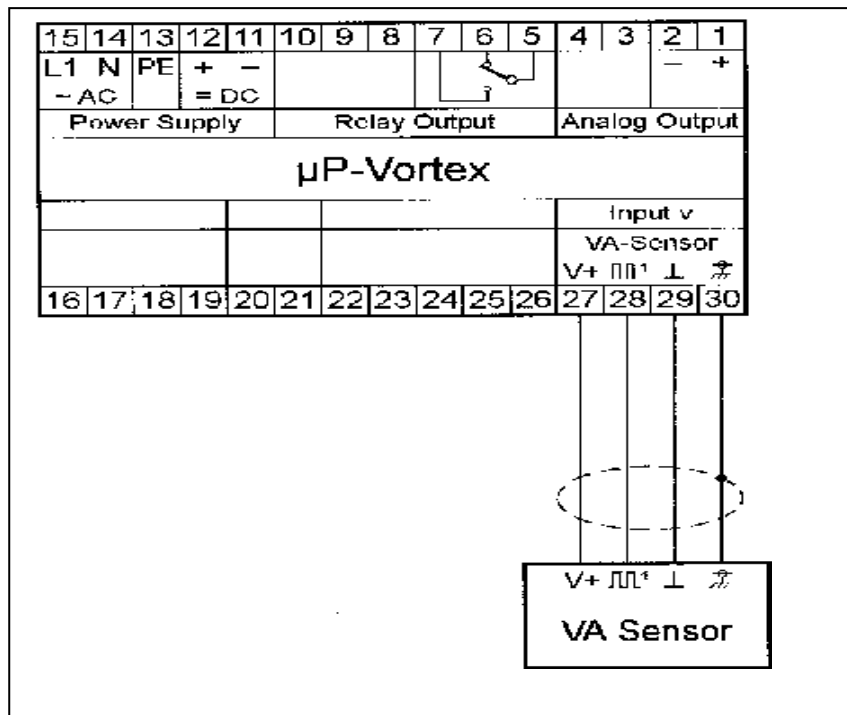 15 14 13 12 11 10 9 8 7 6 5 4 3 2 1
L1 N PE + − − +
~ AC = DC
Power Supply Relay Output Analog Output
µP-Vortex
Input v
VA-Sensor
V+ ⊥
16 17 18 19 20 21 22 23 24 25 26 27 28 29 30
V+ ⊥
VA Sensor